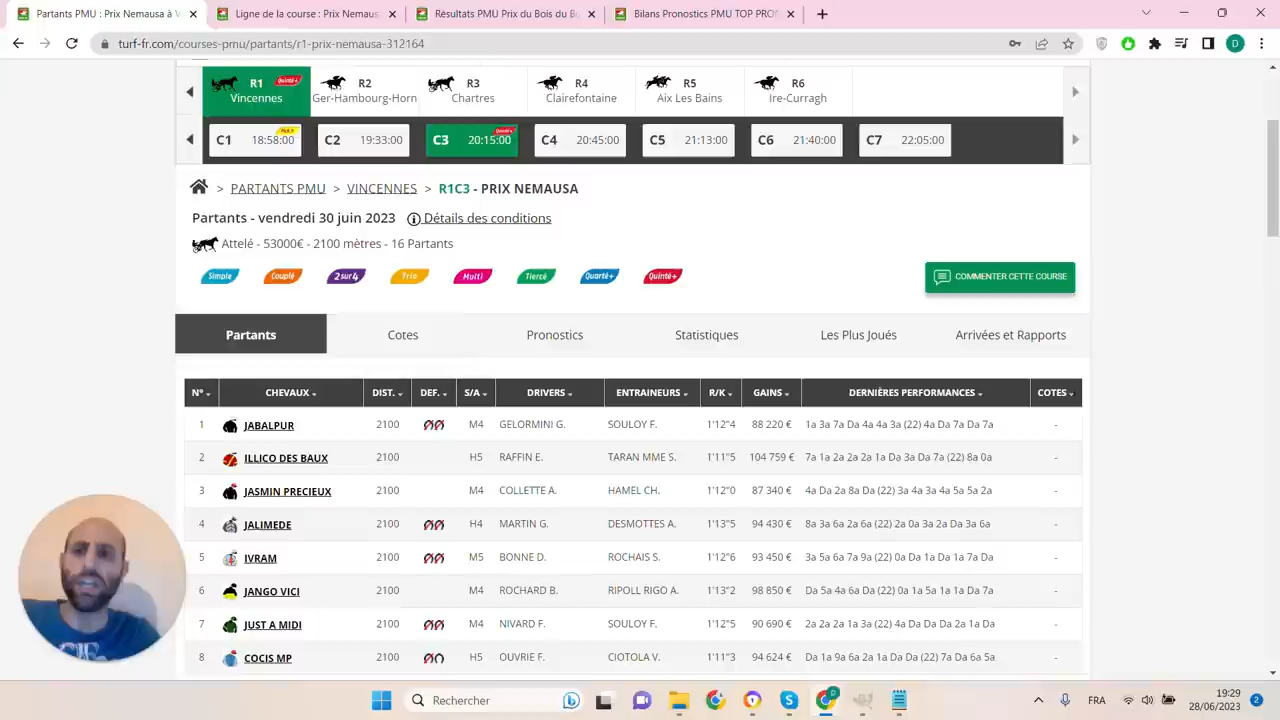 Partants PMU : Prix Nemausa à V
Lignes de la course : Prix Nemaus
Résultats PMU Prix Nemausa du
Bilans Pronostics PMU TOP PRO
turf-fr.com/courses-pmu/partants/r1-prix-nemausa-312164
R1 Quinté+ R2 R3 R4 R5 R6
Vincennes Ger-Hambourg-Horn Chartres Clairefontaine Aix Les Bains Ire-Curragh
C1 18:58:00 C2 19:33:00 C3 20:15:00 Quinté+ C4 20:45:00 C5 21:13:00 C6 21:40:00 C7 22:05:00
> PARTANTS PMU > VINCENNES > R1C3 - PRIX NEMAUSA
Partants - vendredi 30 juin 2023 Détails des conditions
Attelé - 53000€ - 2100 mètres - 16 Partants
Simple Couplé 2 sur 4 Trio Multi Tiercé Quarté+ Quinté+
COMMENTER CETTE COURSE
Partants Cotes Pronostics Statistiques Les Plus Joués Arrivées et Rapports
N° CHEVAUX DIST. DEF. S/A DRIVERS ENTRAINEURS R/K GAINS DERNIÈRES PERFORMANCES COTES
1 JABALPUR 2100 M4 GELORMINI G. SOULOY F. 1'12"4 88 220 € 1a 3a 7a Da 4a 4a 3a (22) 4a Da 7a Da 7a -
2 ILLICO DES BAUX 2100 H5 RAFFIN E. TARAN MME S. 1'11"5 104 759 € 7a 1a 2a 2a 2a 1a Da 3a Da 7a (22) 8a 0a -
3 JASMIN PRECIEUX 2100 M4 COLLETTE A. HAMEL CH. 1'12"0 87 340 € 4a Da 2a 8a Da (22) 3a 4a 3a 4a 5a 5a 2a -
4 JALIMEDE 2100 H4 MARTIN G. DESMOTTES A. 1'13"5 94 430 € 8a 3a 6a 2a 6a (22) 2a 0a 3a 2a Da 3a 6a -
5 IVRAM 2100 M5 BONNE D. ROCHAIS S. 1'12"6 93 450 € 3a 5a 6a 7a 9a (22) 0a Da 1a Da 1a 7a Da -
6 JANGO VICI 2100 M4 ROCHARD B. RIPOLL RIGO A. 1'13"2 98 850 € Da 5a 4a 6a Da (22) 0a 1a 5a 1a 1a Da 7a -
7 JUST A MIDI 2100 M4 NIVARD F. SOULOY F. 1'12"5 90 690 € 2a 2a 2a 1a 3a (22) 4a Da Da Da 2a 1a Da -
8 COCIS MP 2100 H5 OUVRIE F. CIOTOLA V. 1'11"3 94 624 € Da 1a 9a 6a 2a 1a Da Da (22) 7a Da 6a 5a -
Rechercher
FRA
19:29
28/06/2023